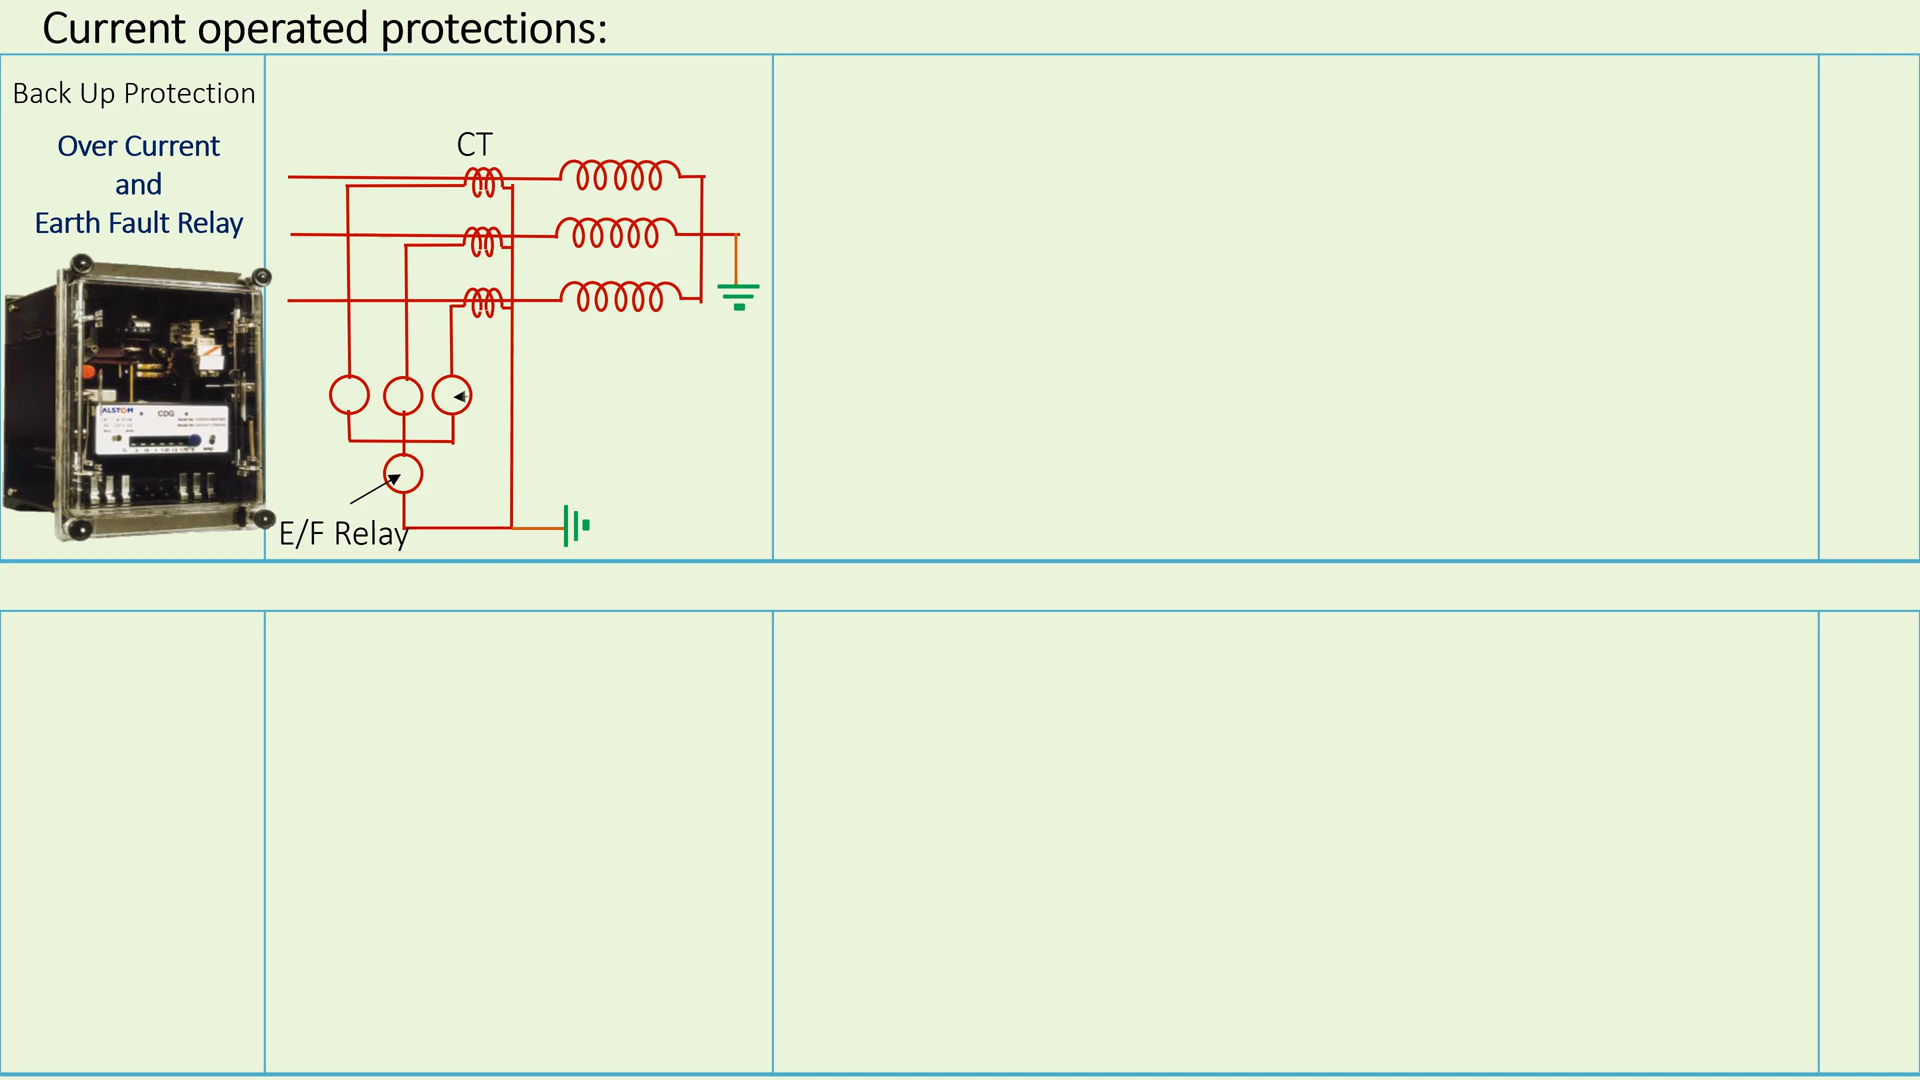 Current operated protections:
Back Up Protection
Over Current
and
Earth Fault Relay
CT
ALSTOM
CDG
E/F Relay